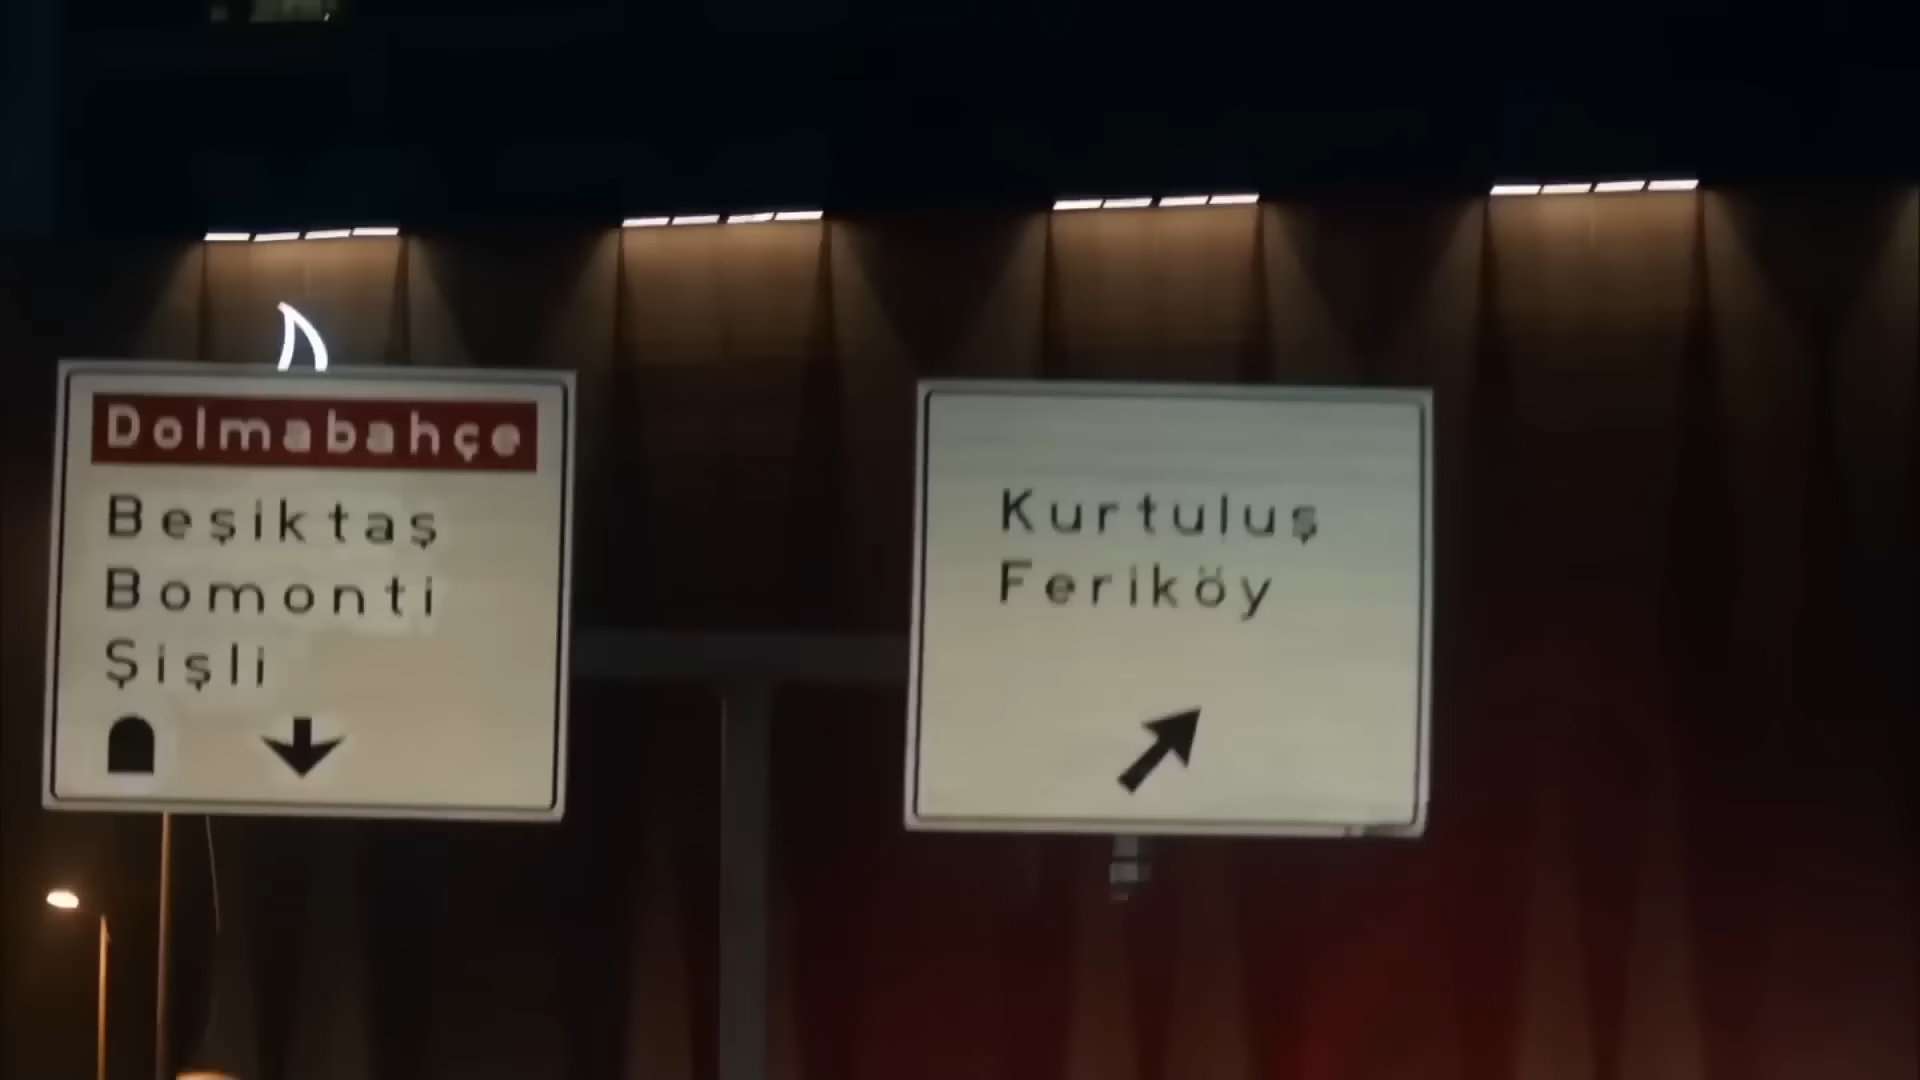 Dolmabahçe
Beşiktaş
Bomonti
Şişli
Kurtuluş
Feriköy